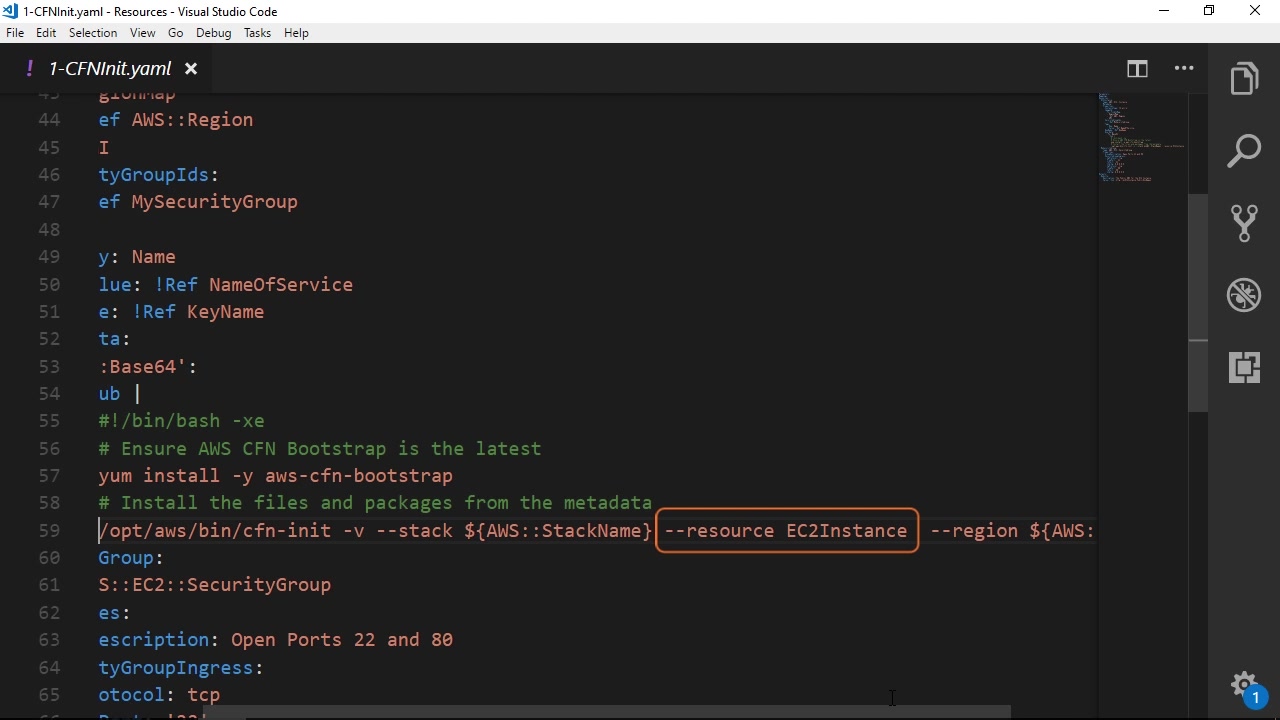 1-CFNInit.yaml - Resources - Visual Studio Code
File Edit Selection View Go Debug Tasks Help
! 1-CFNInit.yaml ×
43 gionMap
44 ef AWS::Region
45 I
46 tyGroupIds:
47 ef MySecurityGroup
48
49 y: Name
50 lue: !Ref NameOfService
51 e: !Ref KeyName
52 ta:
53 :Base64':
54 ub |
55 #!/bin/bash -xe
56 # Ensure AWS CFN Bootstrap is the latest
57 yum install -y aws-cfn-bootstrap
58 # Install the files and packages from the metadata
59 /opt/aws/bin/cfn-init -v --stack ${AWS::StackName} --resource EC2Instance --region ${AWS:
60 Group:
61 S::EC2::SecurityGroup
62 es:
63 escription: Open Ports 22 and 80
64 tyGroupIngress:
65 otocol: tcp
1